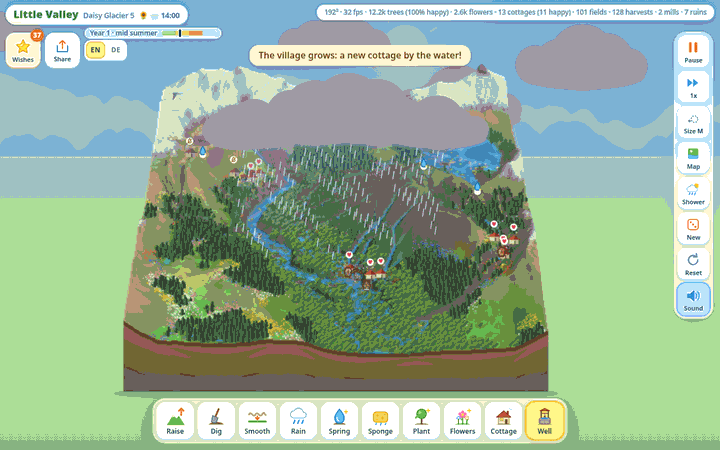 Little Valley Daisy Glacier 5 14:00
192² · 32 fps · 12.2k trees (100% happy) · 2.6k flowers · 13 cottages (11 happy) · 101 fields · 128 harvests · 2 mills · 7 ruins
Year 1 · mid summer
37
Wishes
Share
EN
DE
The village grows: a new cottage by the water!
Pause
1x
Size M
Map
Shower
New
Reset
Sound
Raise
Dig
Smooth
Rain
Spring
Sponge
Plant
Flowers
Cottage
Well